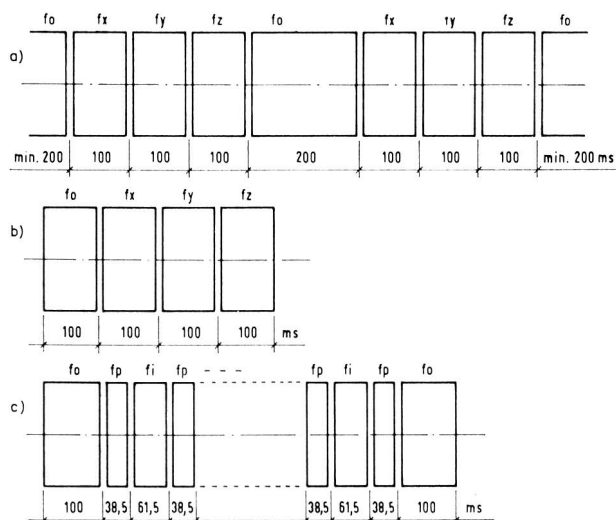 fo fx fy fz fo fx fy fz fo
a)
min. 200 100 100 100 200 100 100 100 min. 200 ms
fo fx fy fz
b)
100 100 100 100 ms
fo fp fi fp - - - fp fi fp fo
c)
100 38,5 61,5 38,5 38,5 61,5 38,5 100 ms